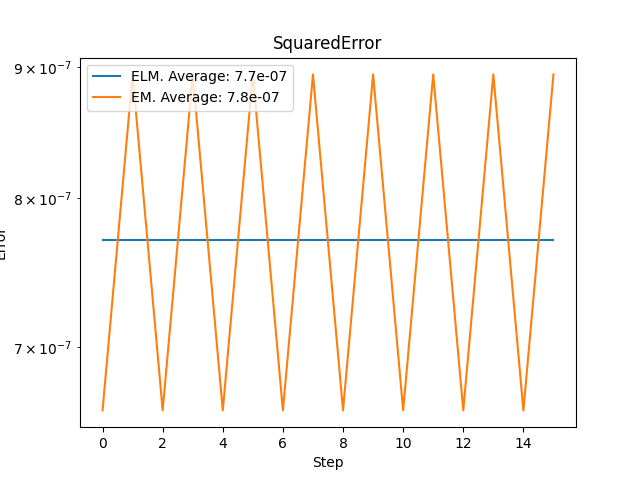 SquaredError
ELM. Average: 7.7e-07
EM. Average: 7.8e-07
9 × 10⁻⁷
8 × 10⁻⁷
7 × 10⁻⁷
Error
0 2 4 6 8 10 12 14
Step